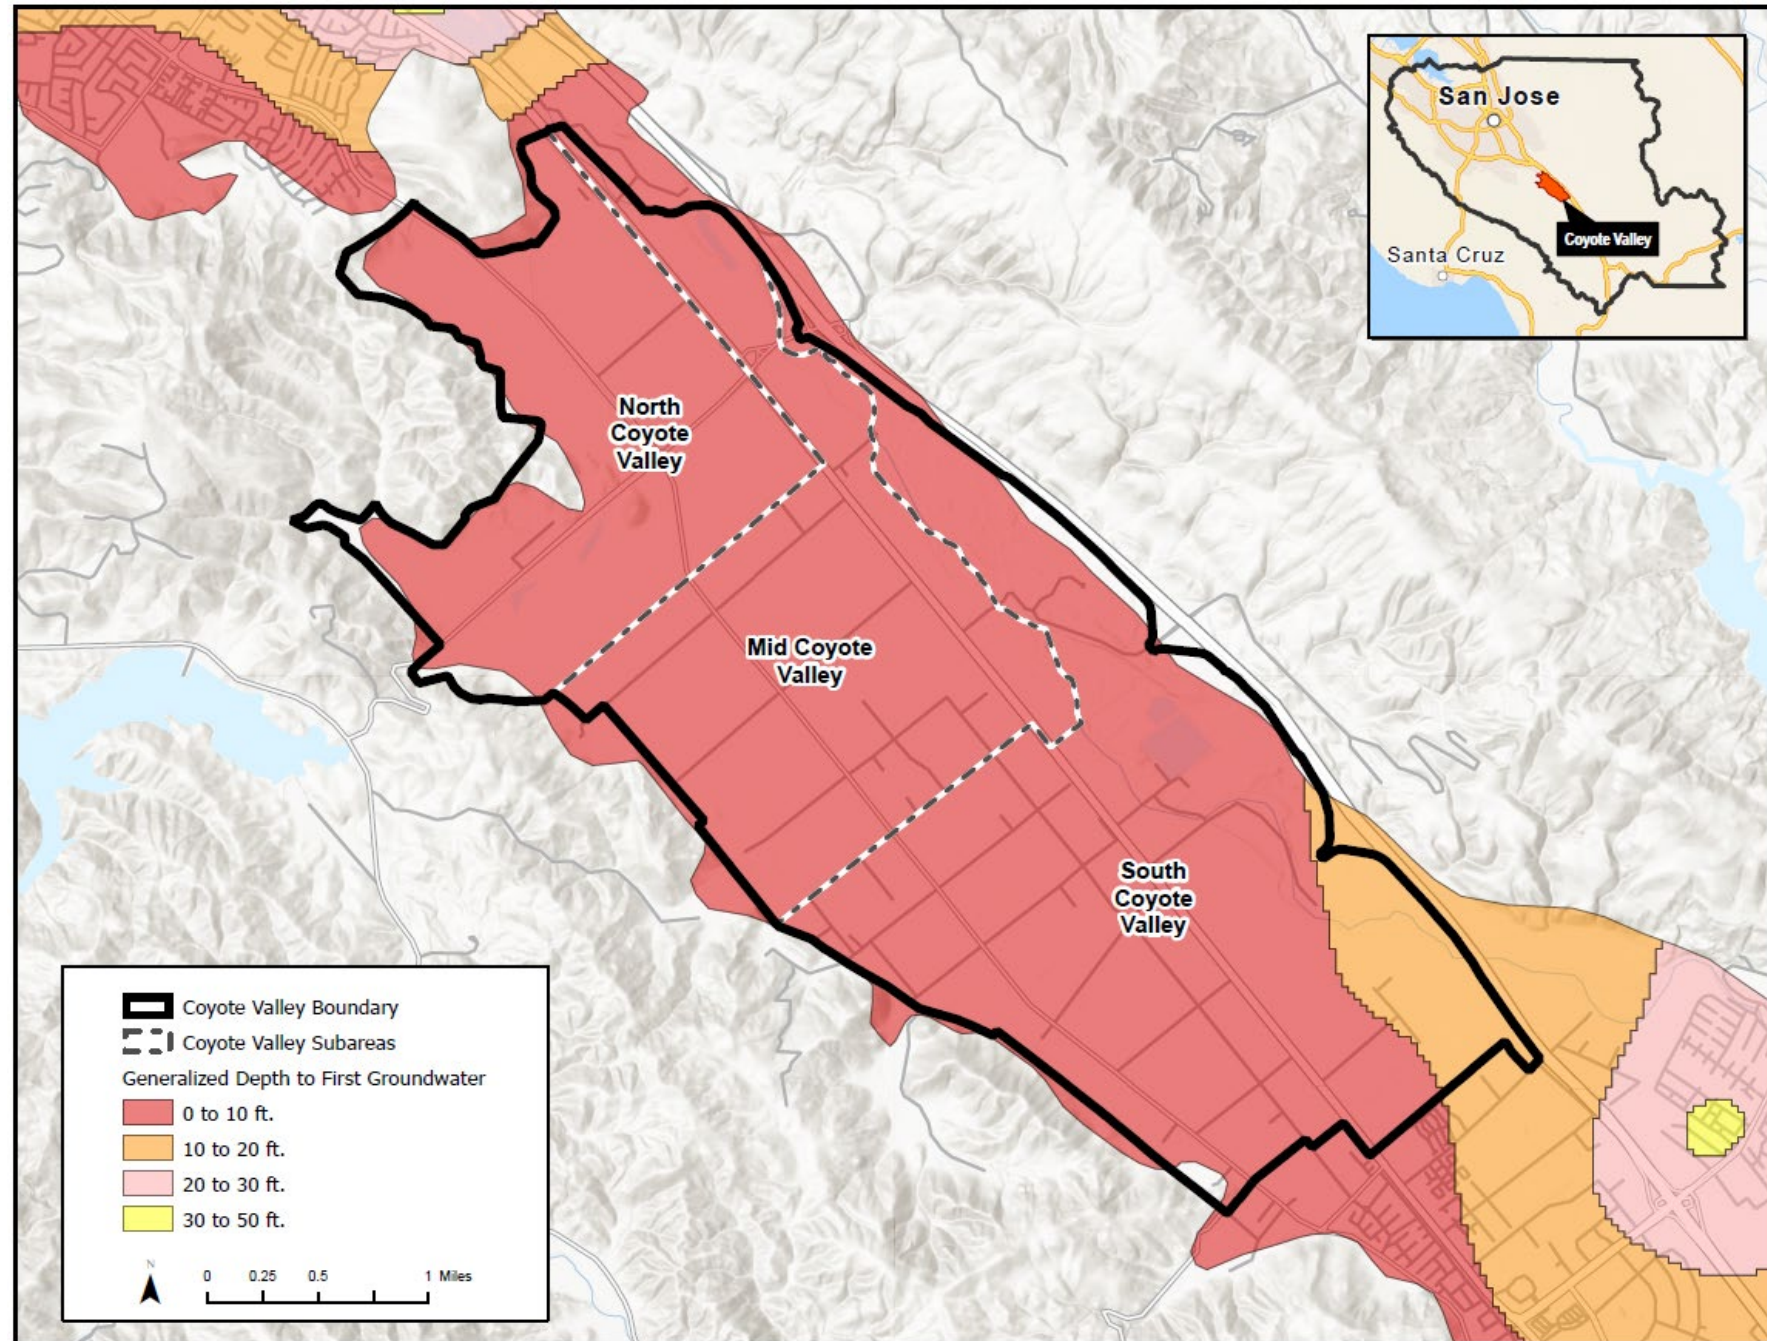 San Jose
Coyote Valley
Santa Cruz
North
Coyote
Valley
Mid Coyote
Valley
South
Coyote
Valley
Coyote Valley Boundary
Coyote Valley Subareas
Generalized Depth to First Groundwater
0 to 10 ft.
10 to 20 ft.
20 to 30 ft.
30 to 50 ft.
N
0 0.25 0.5 1 Miles